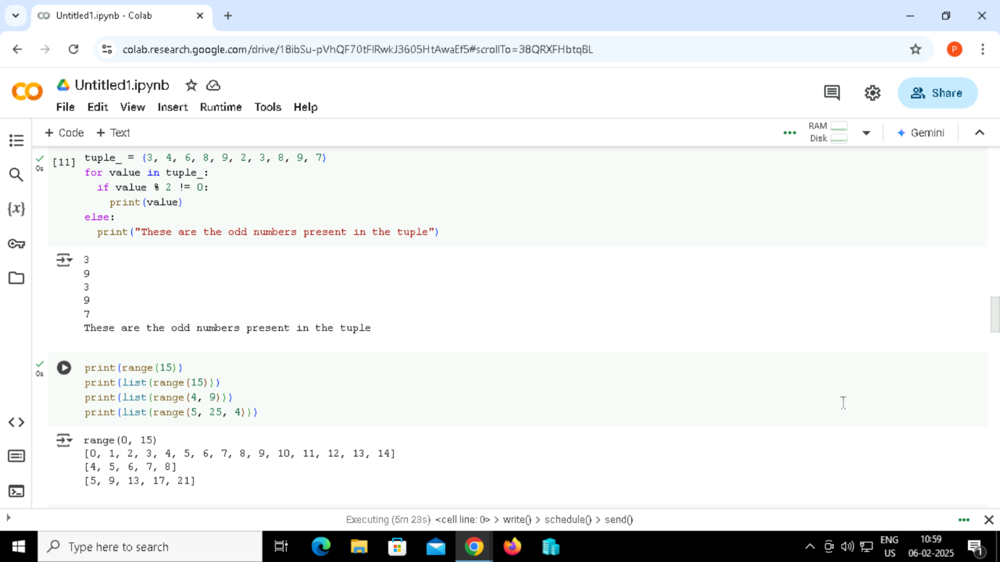 Untitled1.ipynb - Colab
colab.research.google.com/drive/18ibSu-pVhQF70tFlRwkJ3605HtAwaEf5#scrollTo=38QRXFHbtqBL
P
Untitled1.ipynb
File Edit View Insert Runtime Tools Help
Share
+ Code + Text
RAM
Disk
Gemini
[11]
0s
tuple_ = (3, 4, 6, 8, 9, 2, 3, 8, 9, 7)
for value in tuple_:
if value % 2 != 0:
print(value)
else:
print("These are the odd numbers present in the tuple")
3
9
3
9
7
These are the odd numbers present in the tuple
0s
print(range(15))
print(list(range(15)))
print(list(range(4, 9)))
print(list(range(5, 25, 4)))
range(0, 15)
[0, 1, 2, 3, 4, 5, 6, 7, 8, 9, 10, 11, 12, 13, 14]
[4, 5, 6, 7, 8]
[5, 9, 13, 17, 21]
Executing (5m 23s) <cell line: 0> > write() > schedule() > send()
Type here to search
ENG
US
10:59
06-02-2025
1